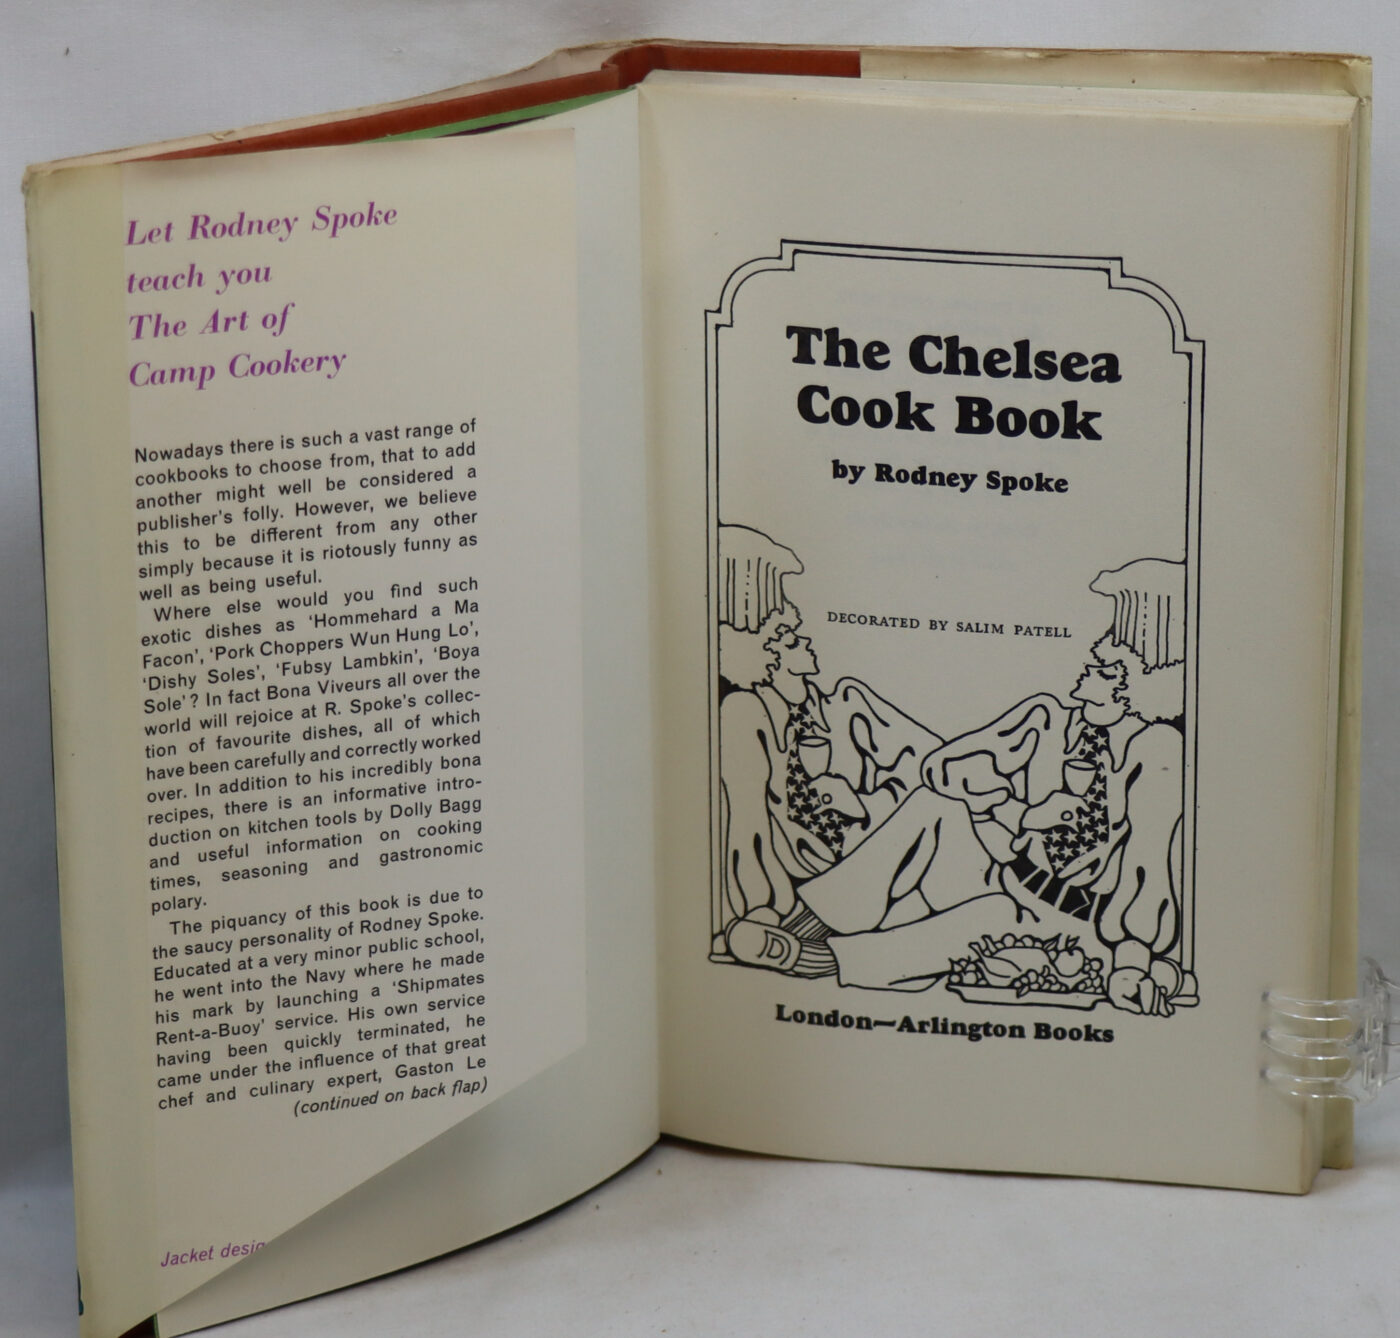 Let Rodney Spoke
teach you
The Art of
Camp Cookery
Nowadays there is such a vast range of
cookbooks to choose from, that to add
another might well be considered a
publisher's folly. However, we believe
this to be different from any other
simply because it is riotously funny as
well as being useful.
Where else would you find such
exotic dishes as 'Hommehard a Ma
Facon', 'Pork Choppers Wun Hung Lo',
'Dishy Soles', 'Fubsy Lambkin', 'Boya
Sole'? In fact Bona Viveurs all over the
world will rejoice at R. Spoke's collec-
tion of favourite dishes, all of which
have been carefully and correctly worked
over. In addition to his incredibly bona
recipes, there is an informative intro-
duction on kitchen tools by Dolly Bagg
and useful information on cooking
times, seasoning and gastronomic
polary.
The piquancy of this book is due to
the saucy personality of Rodney Spoke.
Educated at a very minor public school,
he went into the Navy where he made
his mark by launching a 'Shipmates
Rent-a-Buoy' service. His own service
having been quickly terminated, he
came under the influence of that great
chef and culinary expert, Gaston Le
(continued on back flap)
Jacket desig
The Chelsea
Cook Book
by Rodney Spoke
DECORATED BY SALIM PATELL
D
London—Arlington Books